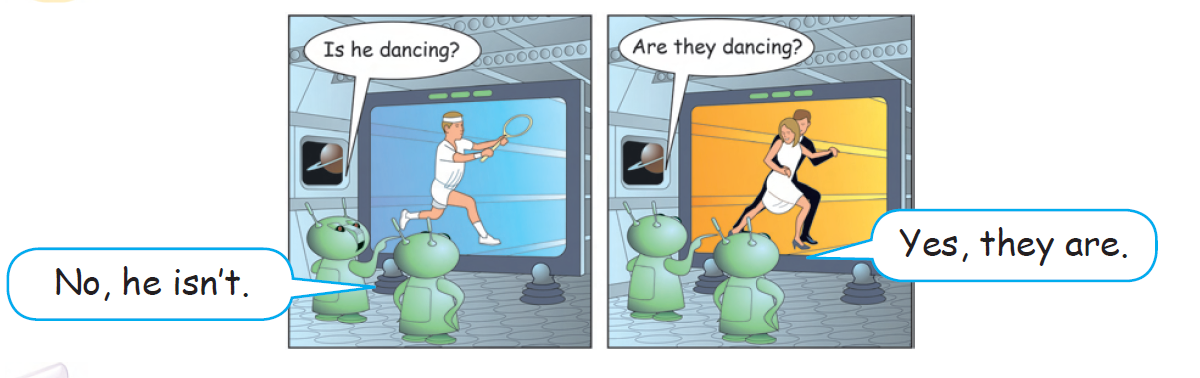 Is he dancing?
No, he isn't.
Are they dancing?
Yes, they are.